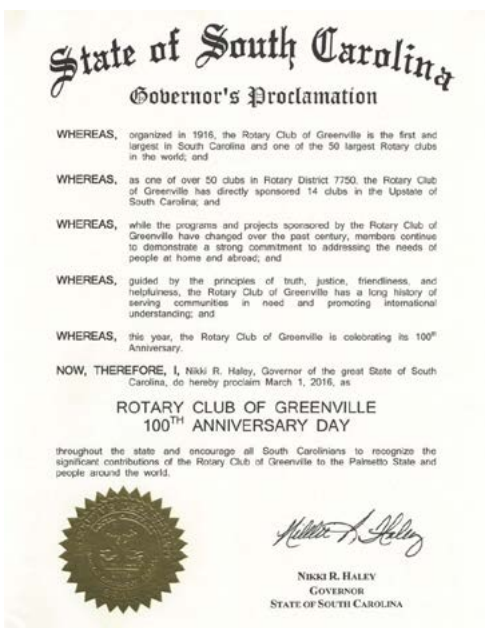 State of South Carolina
Governor's Proclamation
WHEREAS, organized in 1916, the Rotary Club of Greenville is the first and
largest in South Carolina and one of the 50 largest Rotary clubs
in the world; and
WHEREAS, as one of over 50 clubs in Rotary District 7750, the Rotary Club
of Greenville has directly sponsored 14 clubs in the Upstate of
South Carolina; and
WHEREAS, while the programs and projects sponsored by the Rotary Club of
Greenville have changed over the past century, members continue
to demonstrate a strong commitment to addressing the needs of
people at home and abroad; and
WHEREAS, guided by the principles of truth, justice, friendliness, and
helpfulness, the Rotary Club of Greenville has a long history of
serving communities in need and promoting international
understanding; and
WHEREAS, this year, the Rotary Club of Greenville is celebrating its 100th
Anniversary.
NOW, THEREFORE, I, Nikki R. Haley, Governor of the great State of South
Carolina, do hereby proclaim March 1, 2016, as
ROTARY CLUB OF GREENVILLE
100TH ANNIVERSARY DAY
throughout the state and encourage all South Carolinians to recognize the
significant contributions of the Rotary Club of Greenville to the Palmetto State and
people around the world.
NIKKI R. HALEY
GOVERNOR
STATE OF SOUTH CAROLINA